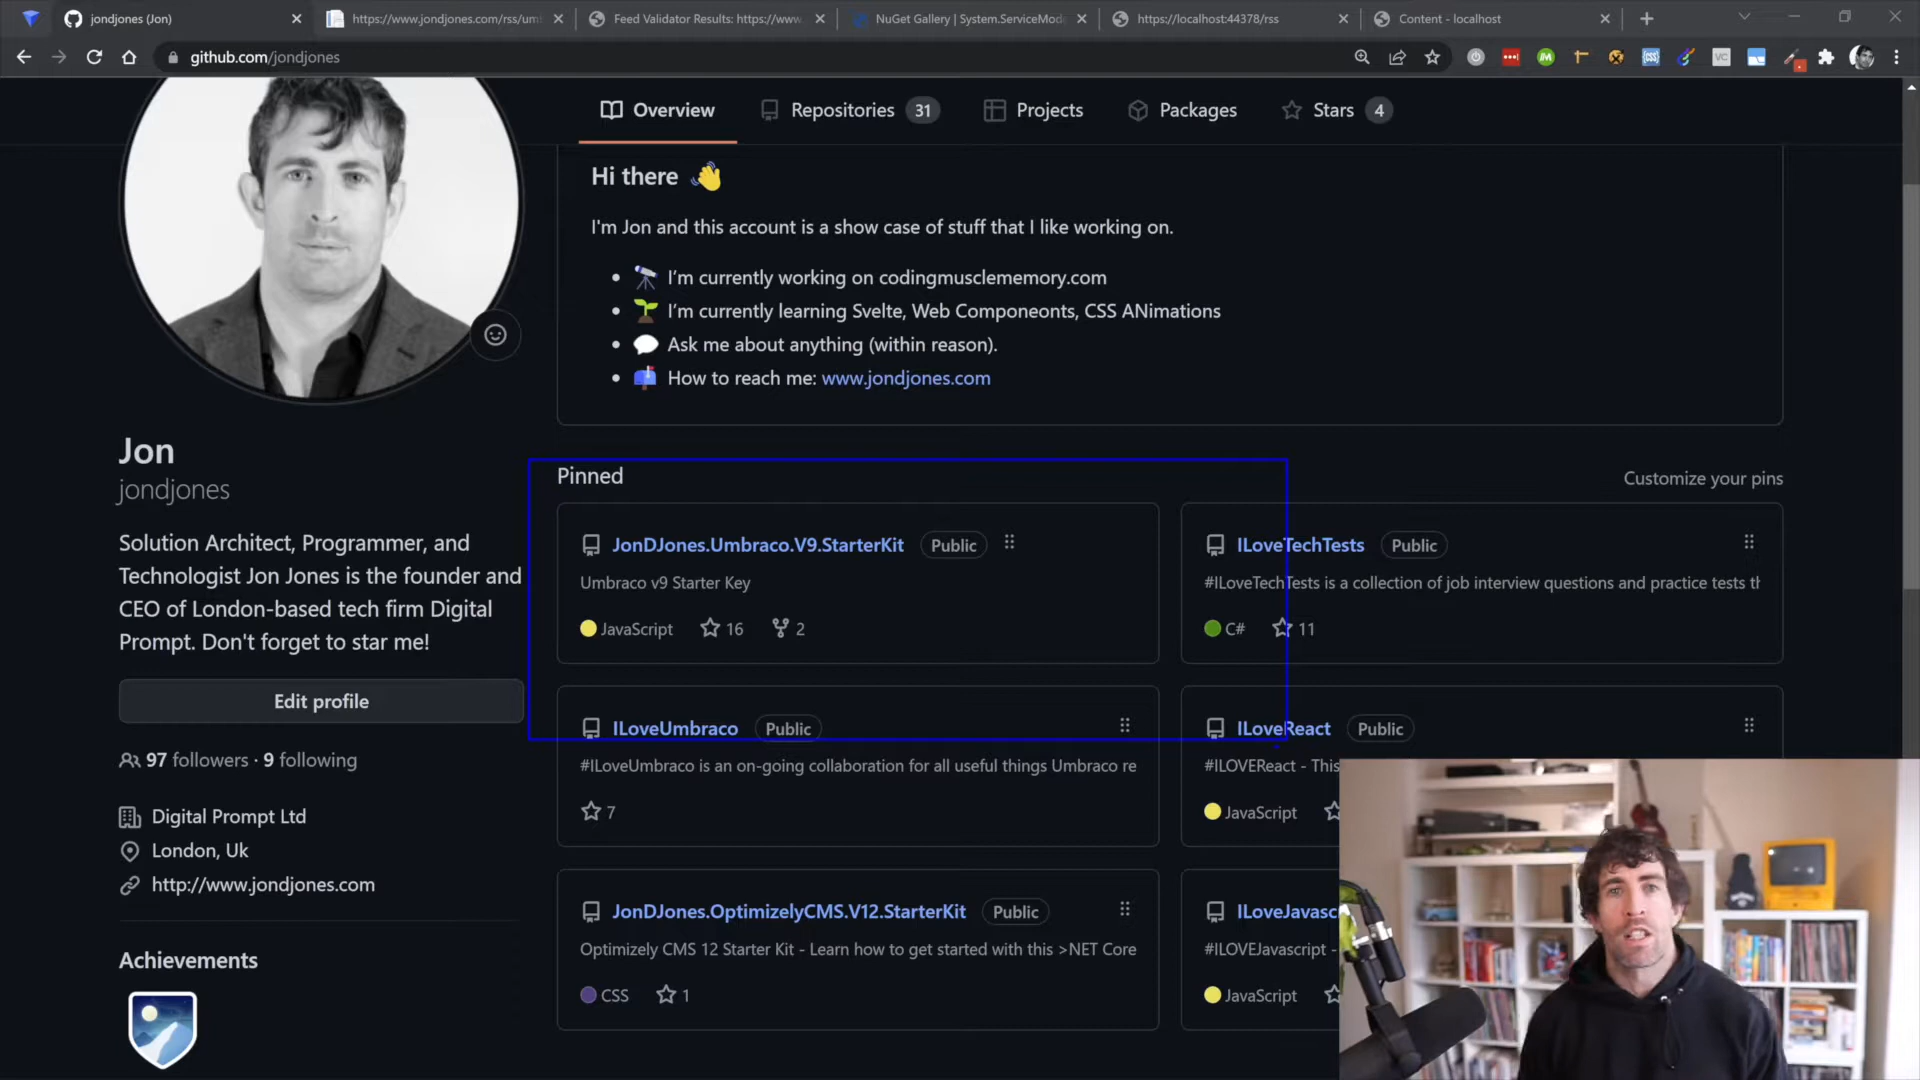 jondjones (Jon)
https://www.jondjones.com/rss/um
Feed Validator Results: https://www
NuGet Gallery | System.ServiceMod
https://localhost:44378/rss
Content - localhost
github.com/jondjones
Overview
Repositories 31
Projects
Packages
Stars 4
Hi there 👋
I'm Jon and this account is a show case of stuff that I like working on.
• 🔭 I'm currently working on codingmusclememory.com
• 🌱 I'm currently learning Svelte, Web Componeonts, CSS ANimations
• 💬 Ask me about anything (within reason).
• 📫 How to reach me: www.jondjones.com
Jon
jondjones
Solution Architect, Programmer, and
Technologist Jon Jones is the founder and
CEO of London-based tech firm Digital
Prompt. Don't forget to star me!
Edit profile
97 followers · 9 following
Digital Prompt Ltd
London, Uk
http://www.jondjones.com
Achievements
Pinned
Customize your pins
JonDJones.Umbraco.V9.StarterKit Public
Umbraco v9 Starter Key
JavaScript 16 2
ILoveTechTests Public
#ILoveTechTests is a collection of job interview questions and practice tests th
C# 11
ILoveUmbraco Public
#ILoveUmbraco is an on-going collaboration for all useful things Umbraco re
7
ILoveReact Public
#ILOVEReact - This
JavaScript
JonDJones.OptimizelyCMS.V12.StarterKit Public
Optimizely CMS 12 Starter Kit - Learn how to get started with this >NET Core
CSS 1
ILoveJavasc
#ILOVEJavascript -
JavaScript